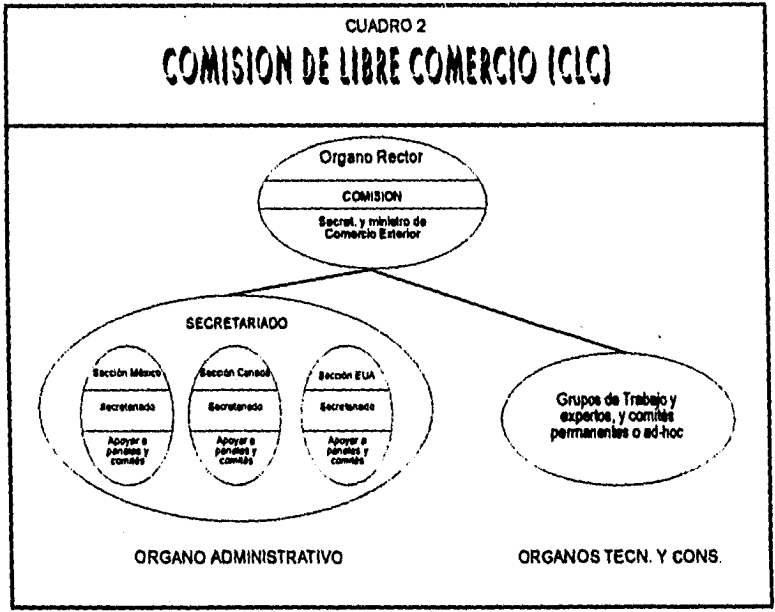 CUADRO 2
COMISION DE LIBRE COMERCIO (CLC)
Organo Rector
COMISION
Secret. y ministro de
Comercio Exterior
SECRETARIADO
Sección México
Secretariado
Apoyar a
paneles y
comités
Sección Canadá
Secretariado
Apoyar a
paneles y
comités
Sección EUA
Secretariado
Apoyar a
paneles y
comités
Grupos de Trabajo y
expertos, y comités
permanentes o ad-hoc
ORGANO ADMINISTRATIVO
ORGANOS TECN. Y CONS.